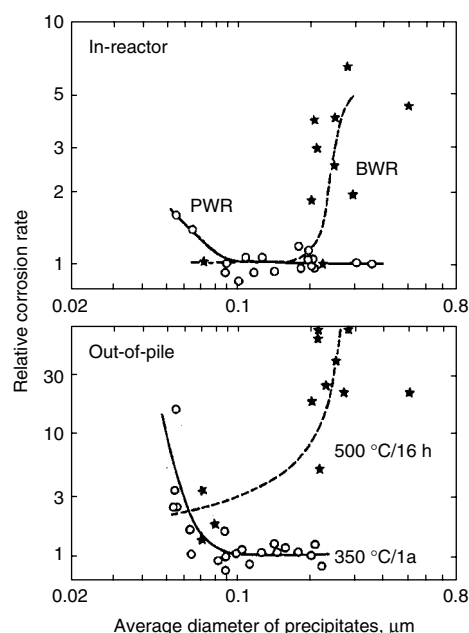 10
In-reactor
5
3
BWR
2
PWR
1
0.02
0.1
0.8
Relative corrosion rate
Out-of-pile
30
10
500 °C/16 h
3
1
350 °C/1a
0.02
0.1
0.8
Average diameter of precipitates, μm